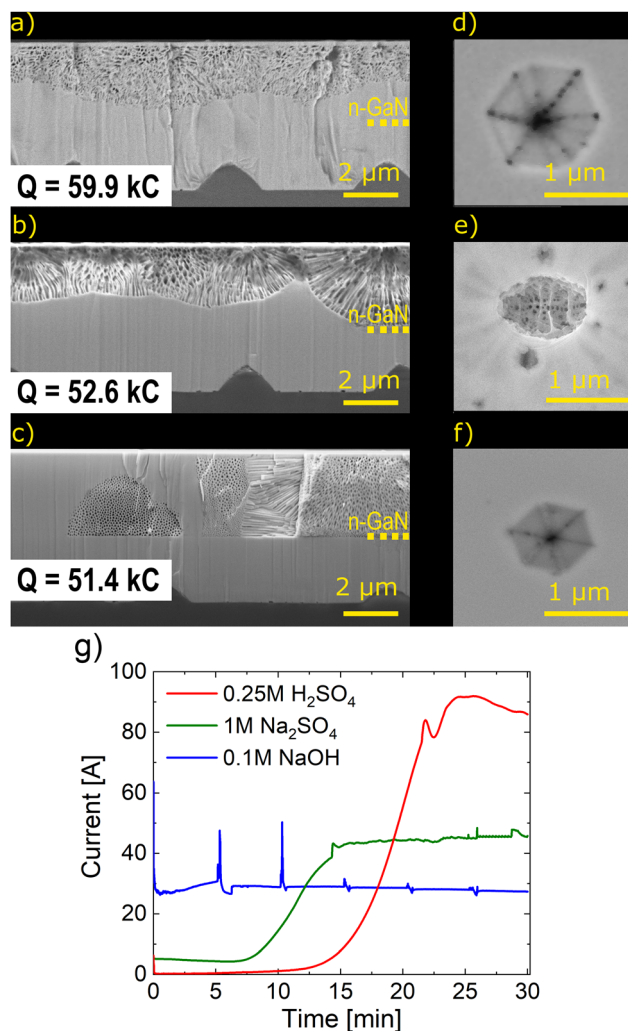 a)
d)
n-GaN
Q = 59.9 kC
2 µm
1 µm
b)
e)
n-GaN
Q = 52.6 kC
2 µm
1 µm
c)
f)
n-GaN
Q = 51.4 kC
2 µm
1 µm
g)
100
80
60
40
20
0
Current [A]
0.25M H₂SO₄
1M Na₂SO₄
0.1M NaOH
0 5 10 15 20 25 30
Time [min]